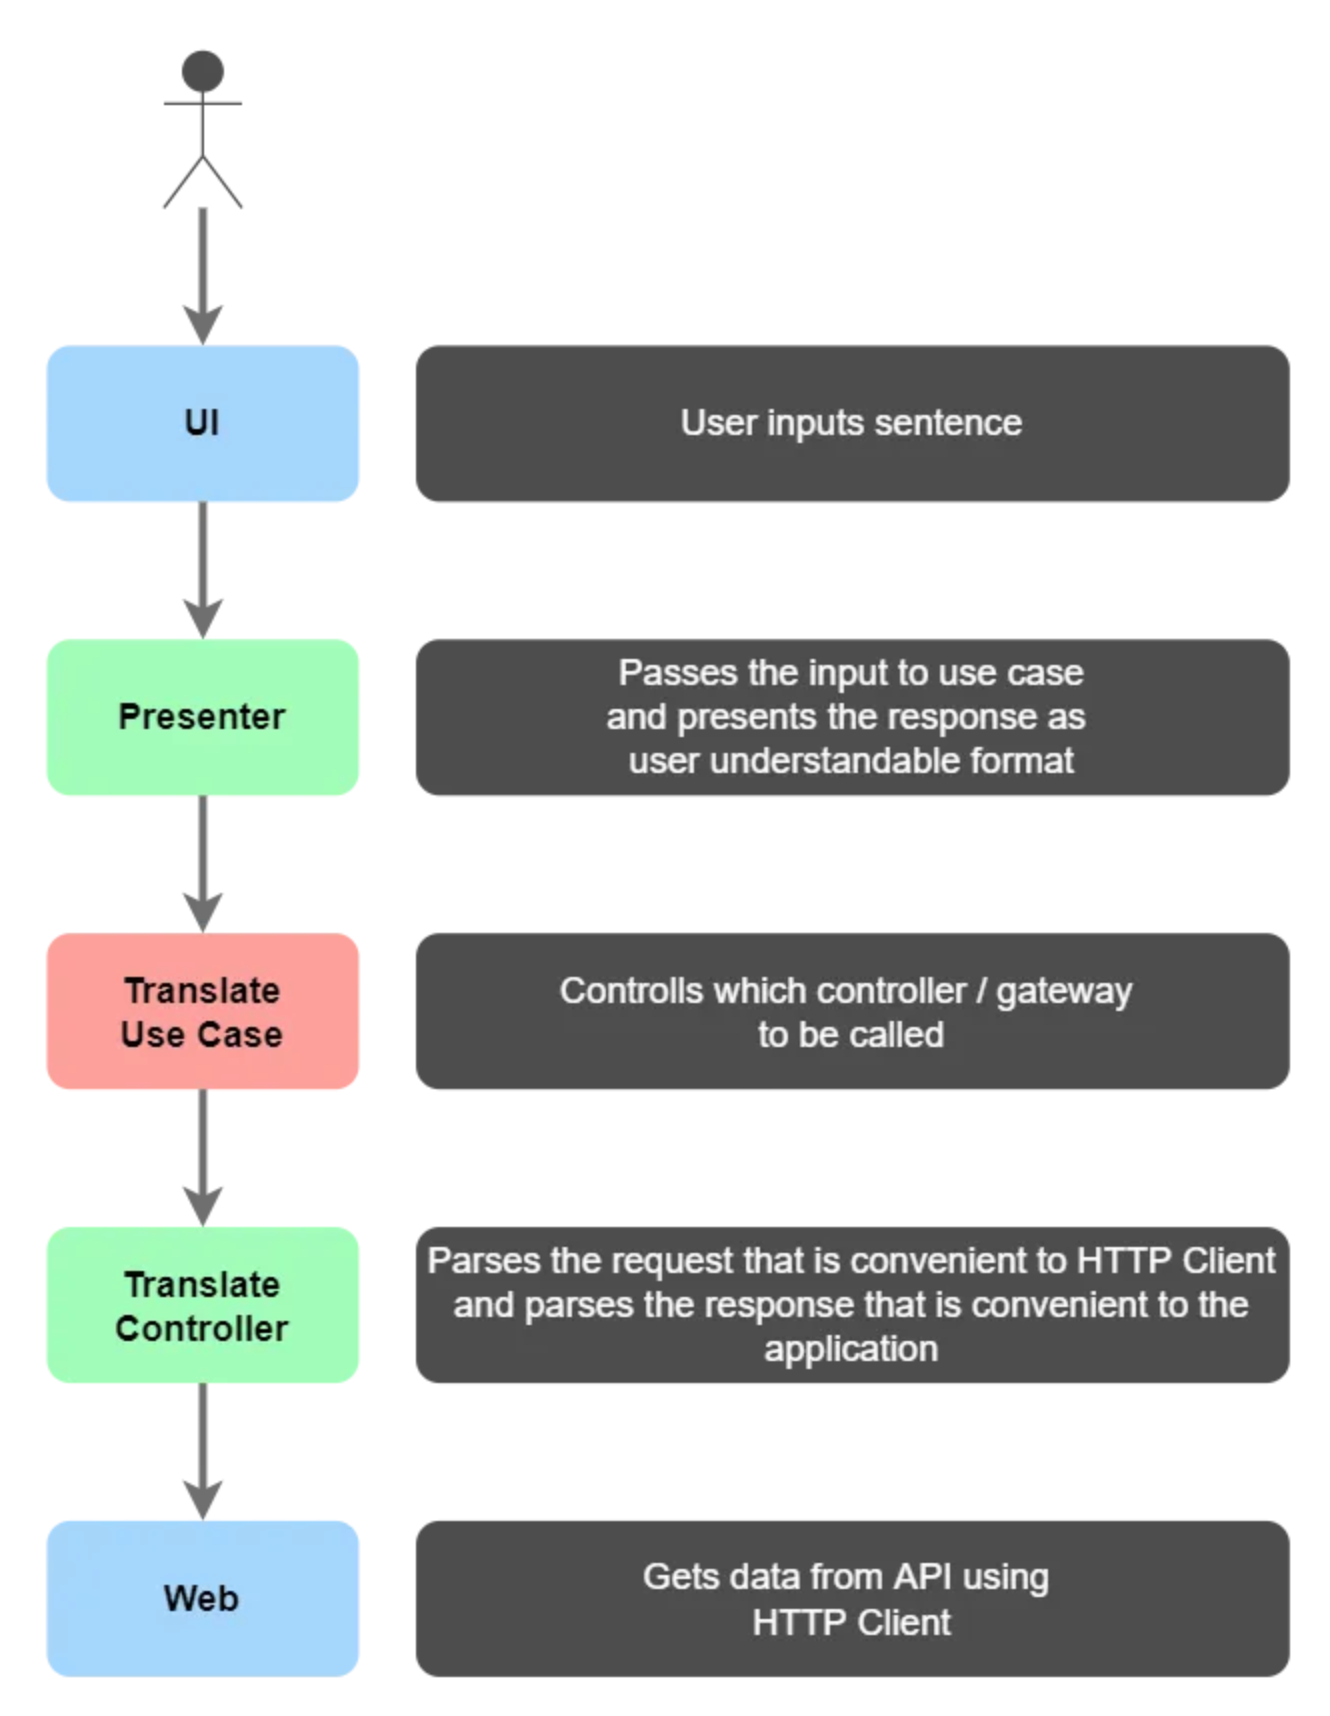 UI
User inputs sentence
Presenter
Passes the input to use case
and presents the response as
user understandable format
Translate
Use Case
Controlls which controller / gateway
to be called
Translate
Controller
Parses the request that is convenient to HTTP Client
and parses the response that is convenient to the
application
Web
Gets data from API using
HTTP Client